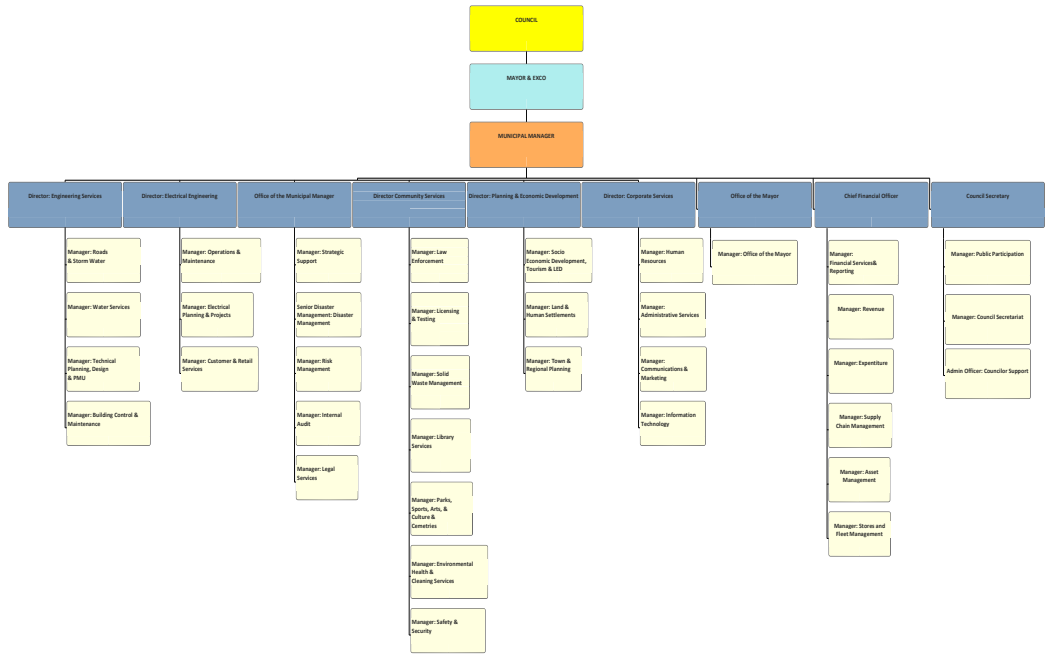 COUNCIL
MAYOR & EXCO
MUNICIPAL MANAGER
Director: Engineering Services
Director: Electrical Engineering
Office of the Municipal Manager
Director Community Services
Director: Planning & Economic Development
Director: Corporate Services
Office of the Mayor
Chief Financial Officer
Council Secretary
Manager: Roads
& Storm Water
Manager: Water Services
Manager: Technical
Planning, Design
& PMU
Manager: Building Control &
Maintenance
Manager: Operations &
Maintenance
Manager: Electrical
Planning & Projects
Manager: Customer & Retail
Services
Manager: Strategic
Support
Senior Disaster
Management: Disaster
Management
Manager: Risk
Management
Manager: Internal
Audit
Manager: Legal
Services
Manager: Law
Enforcement
Manager: Licensing
& Testing
Manager: Solid
Waste Management
Manager: Library
Services
Manager: Parks,
Sports, Arts, &
Culture &
Cemetries
Manager: Environmental
Health &
Cleaning Services
Manager: Safety &
Security
Manager: Socio
Economic Development,
Tourism & LED
Manager: Land &
Human Settlements
Manager: Town &
Regional Planning
Manager: Human
Resources
Manager:
Administrative Services
Manager:
Communications &
Marketing
Manager: Information
Technology
Manager: Office of the Mayor
Manager:
Financial Services&
Reporting
Manager: Revenue
Manager: Expentiture
Manager: Supply
Chain Management
Manager: Asset
Management
Manager: Stores and
Fleet Management
Manager: Public Participation
Manager: Council Secretariat
Admin Officer: Councilor Support